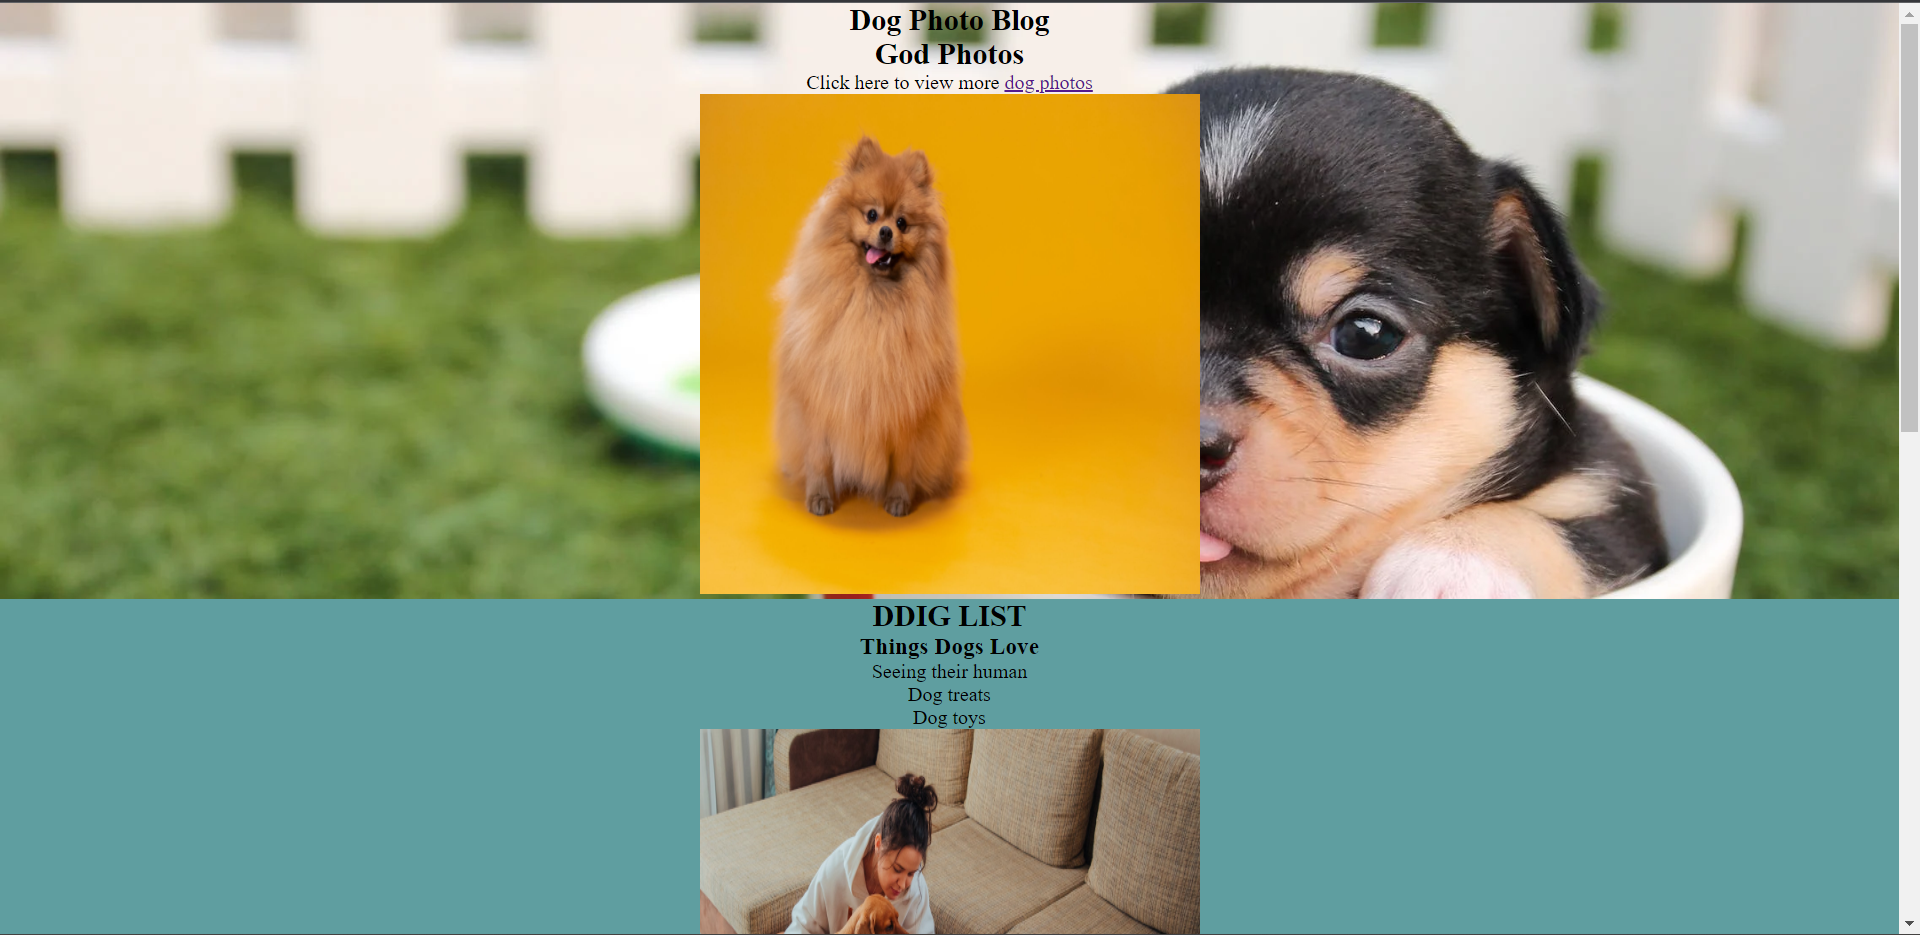 Dog Photo Blog
God Photos
Click here to view more dog photos
DDIG LIST
Things Dogs Love
Seeing their human
Dog treats
Dog toys